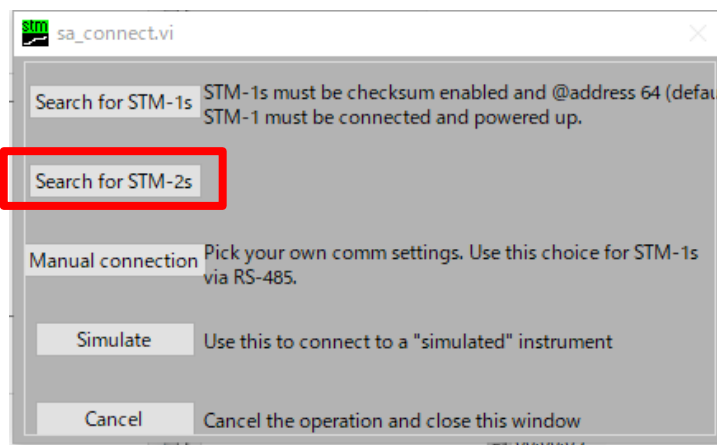 stm
sa_connect.vi
Search for STM-1s
STM-1s must be checksum enabled and @address 64 (defau
STM-1 must be connected and powered up.
Search for STM-2s
Manual connection
Pick your own comm settings. Use this choice for STM-1s
via RS-485.
Simulate
Use this to connect to a "simulated" instrument
Cancel
Cancel the operation and close this window